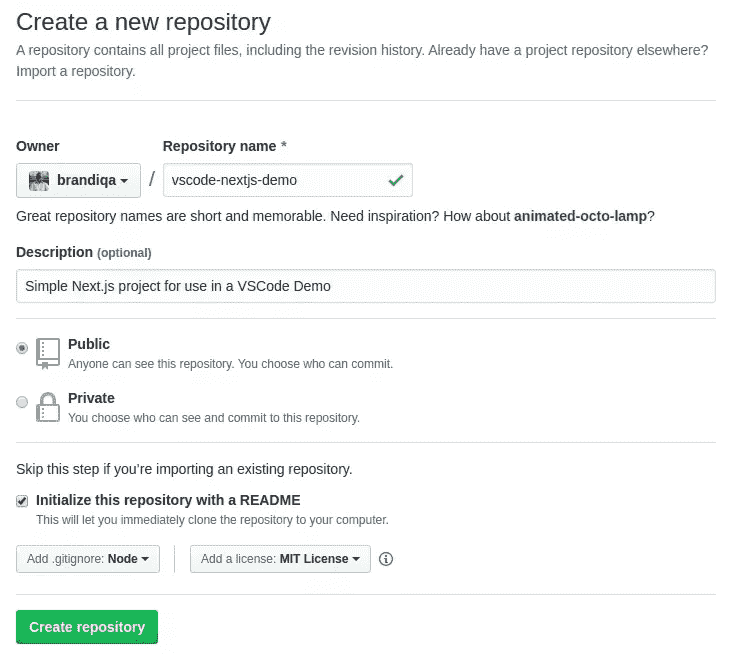 Create a new repository
A repository contains all project files, including the revision history. Already have a project repository elsewhere?
Import a repository.
Owner Repository name *
brandiqa / vscode-nextjs-demo
Great repository names are short and memorable. Need inspiration? How about animated-octo-lamp?
Description (optional)
Simple Next.js project for use in a VSCode Demo
Public
Anyone can see this repository. You choose who can commit.
Private
You choose who can see and commit to this repository.
Skip this step if you’re importing an existing repository.
Initialize this repository with a README
This will let you immediately clone the repository to your computer.
Add .gitignore: Node Add a license: MIT License
Create repository